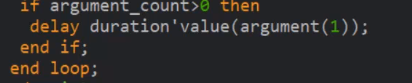 if argument_count>0 then
delay duration'value(argument(1));
end if;
end loop;